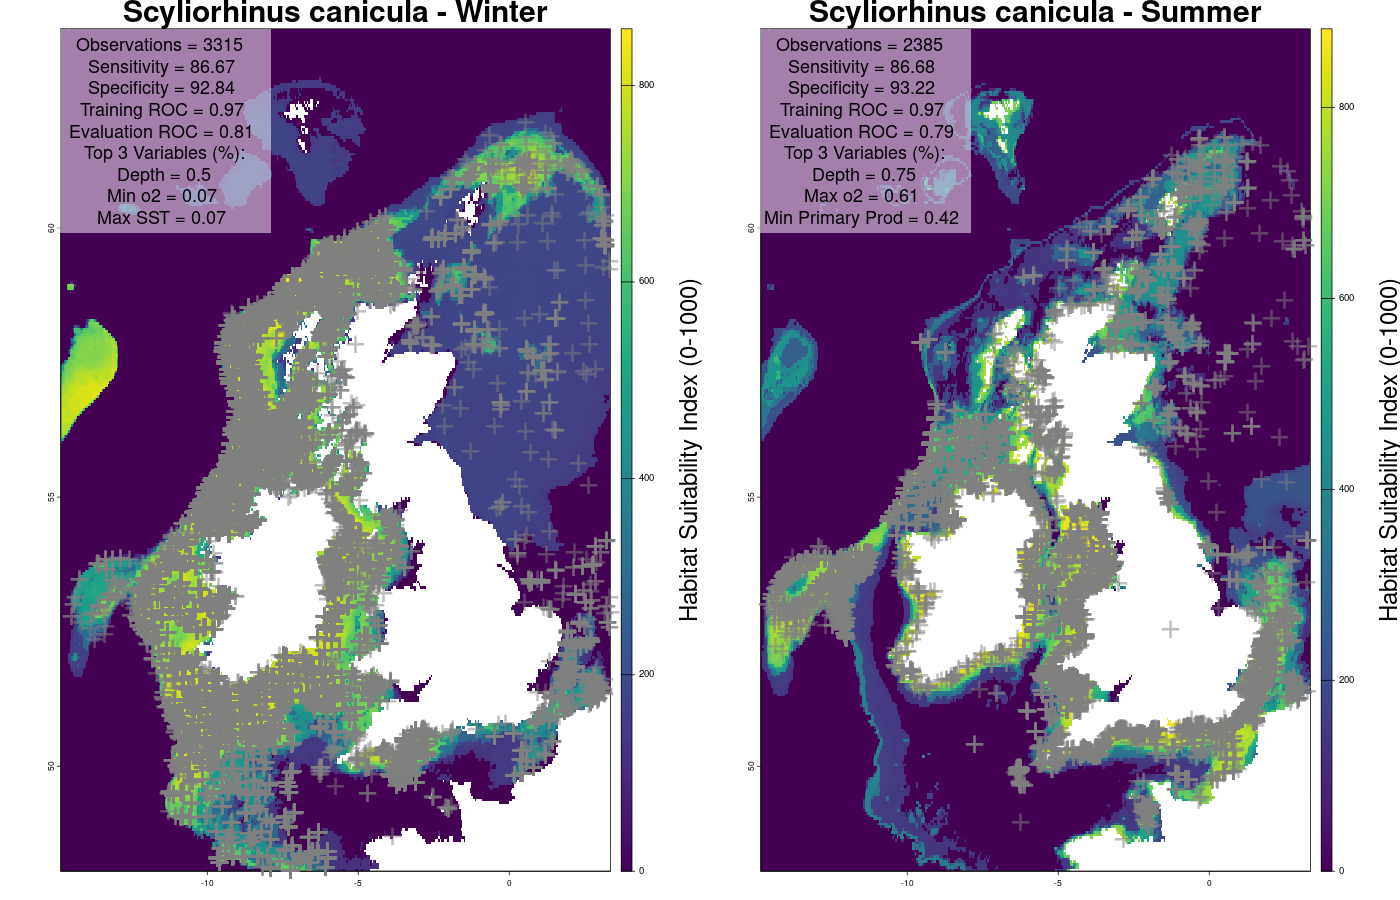 Scyliorhinus canicula - Winter
Observations = 3315
Sensitivity = 86.67
Specificity = 92.84
Training ROC = 0.97
Evaluation ROC = 0.81
Top 3 Variables (%):
Depth = 0.5
Min o2 = 0.07
Max SST = 0.07
60
55
50
-10
-5
0
800
600
400
200
0
Habitat Suitability Index (0-1000)
Scyliorhinus canicula - Summer
Observations = 2385
Sensitivity = 86.68
Specificity = 93.22
Training ROC = 0.97
Evaluation ROC = 0.79
Top 3 Variables (%):
Depth = 0.75
Max o2 = 0.61
Min Primary Prod = 0.42
60
55
50
-10
-5
0
800
600
400
200
0
Habitat Suitability Index (0-1000)